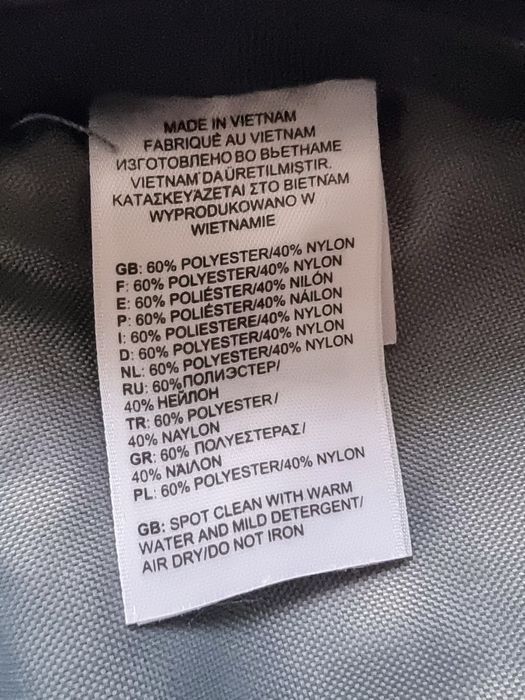 MADE IN VIETNAM
FABRIQUÉ AU VIETNAM
ИЗГОТОВЛЕНО ВО ВЬЕТНАМЕ
VIETNAM'DA ÜRETILMIŞTIR.
ΚΑΤΑΣΚΕΥΑΖΕΤΑΙ ΣΤΟ ΒΙΕΤΝΑΜ
WYPRODUKOWANO W
WIETNAMIE
GB: 60% POLYESTER/40% NYLON
F: 60% POLYESTER/40% NYLON
E: 60% POLIÉSTER/40% NILÓN
P: 60% POLIÉSTER/40% NÁILON
I: 60% POLIESTERE/40% NYLON
D: 60% POLYESTER/40% NYLON
NL: 60% POLYESTER/40% NYLON
RU: 60%ПОЛИЭСТЕР/
40% НЕЙЛОН
TR: 60% POLYESTER/
40% NAYLON
GR: 60% ΠΟΛΥΕΣΤΕΡΑΣ/
40% ΝΑΪΛΟΝ
PL: 60% POLYESTER/40% NYLON
GB: SPOT CLEAN WITH WARM
WATER AND MILD DETERGENT/
AIR DRY/DO NOT IRON